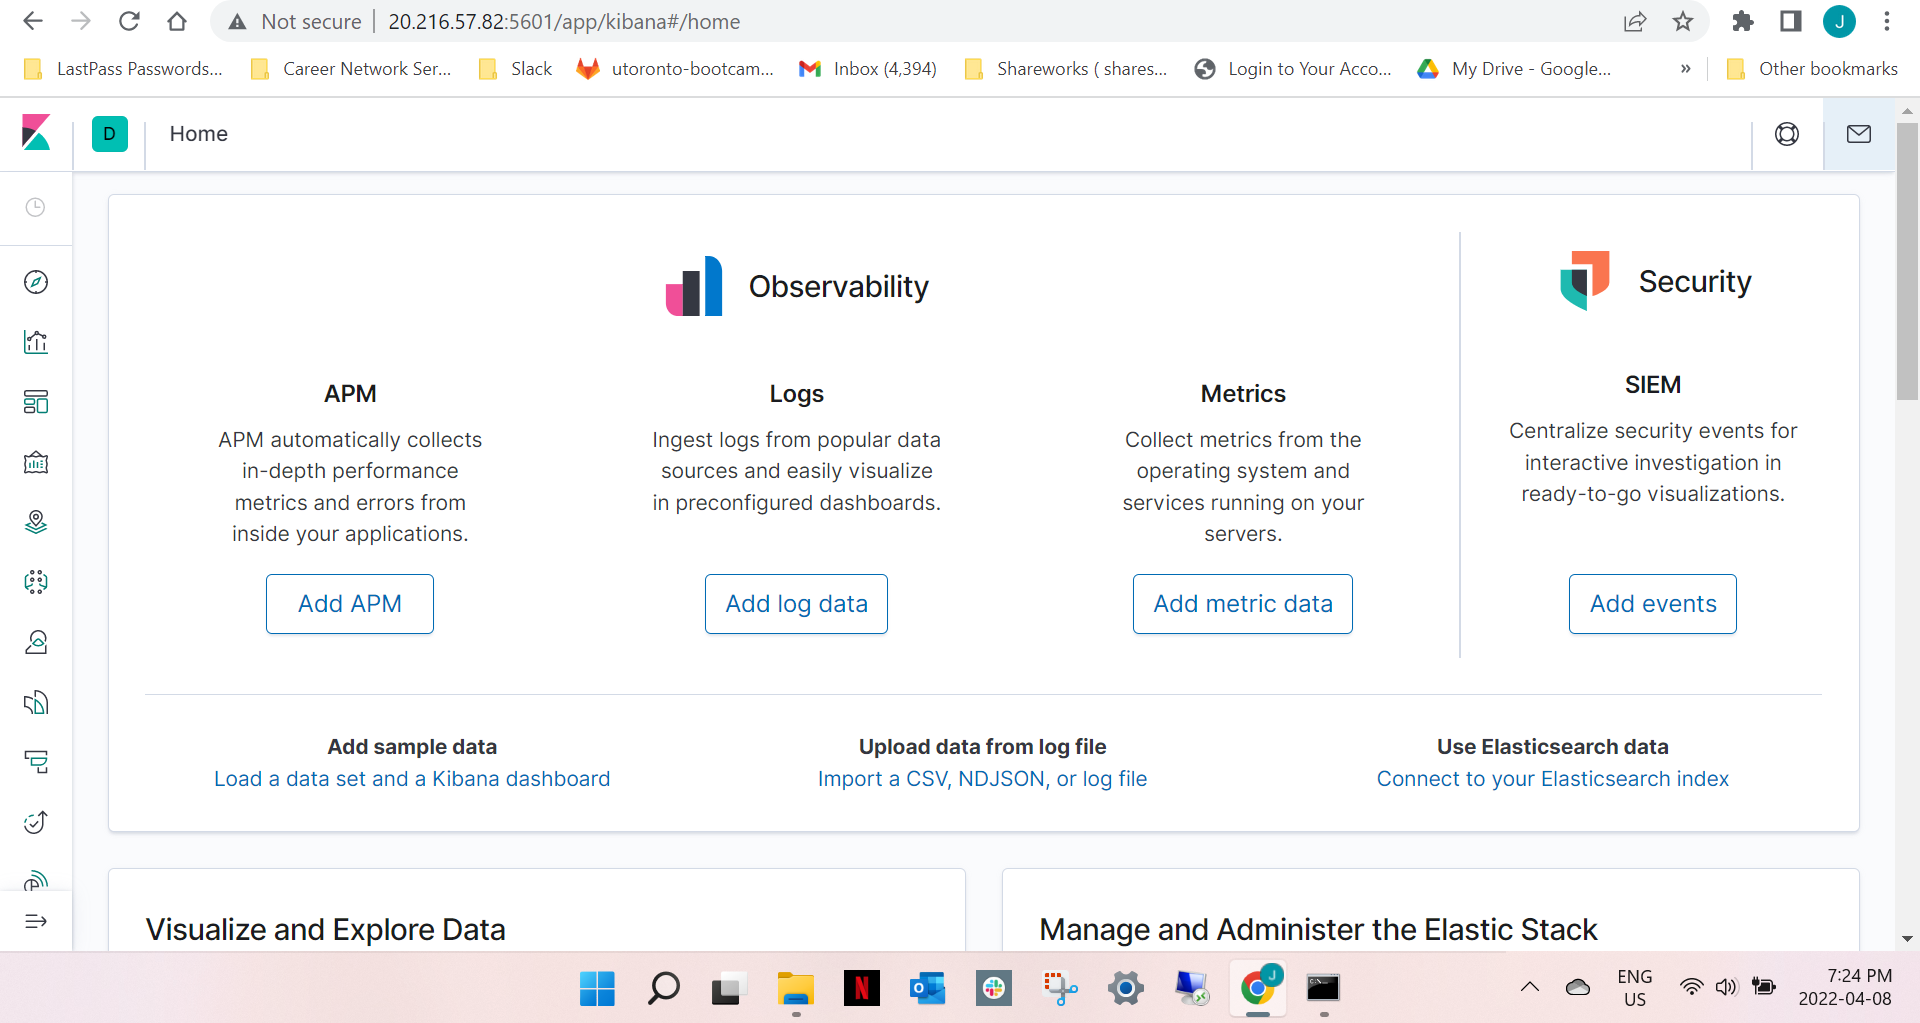 Not secure | 20.216.57.82:5601/app/kibana#/home
J
LastPass Passwords... Career Network Ser... Slack utoronto-bootcam... Inbox (4,394) Shareworks ( shares... Login to Your Acco... My Drive - Google... » Other bookmarks
D Home
Observability
Security
APM
APM automatically collects
in-depth performance
metrics and errors from
inside your applications.
Add APM
Logs
Ingest logs from popular data
sources and easily visualize
in preconfigured dashboards.
Add log data
Metrics
Collect metrics from the
operating system and
services running on your
servers.
Add metric data
SIEM
Centralize security events for
interactive investigation in
ready-to-go visualizations.
Add events
Add sample data
Load a data set and a Kibana dashboard
Upload data from log file
Import a CSV, NDJSON, or log file
Use Elasticsearch data
Connect to your Elasticsearch index
Visualize and Explore Data
Manage and Administer the Elastic Stack
N
J
ENG
US
7:24 PM
2022-04-08